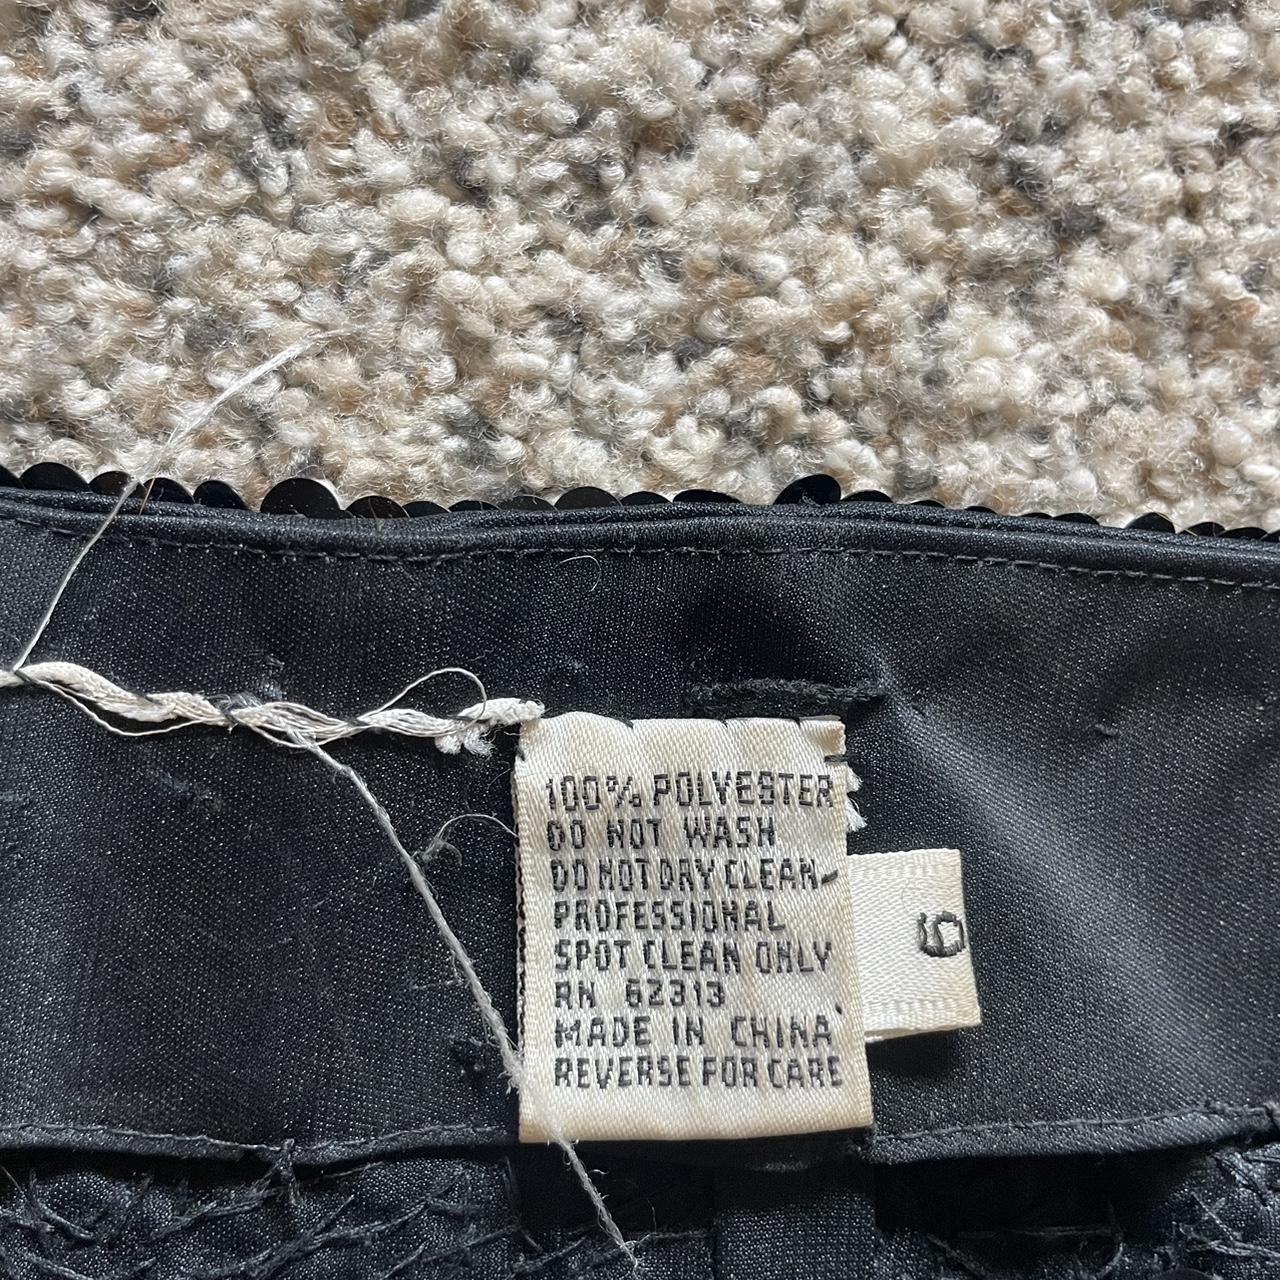 100% POLYESTER
DO NOT WASH
DO NOT DRY CLEAN-
PROFESSIONAL
SPOT CLEAN ONLY
RN 62313
MADE IN CHINA
REVERSE FOR CARE
6